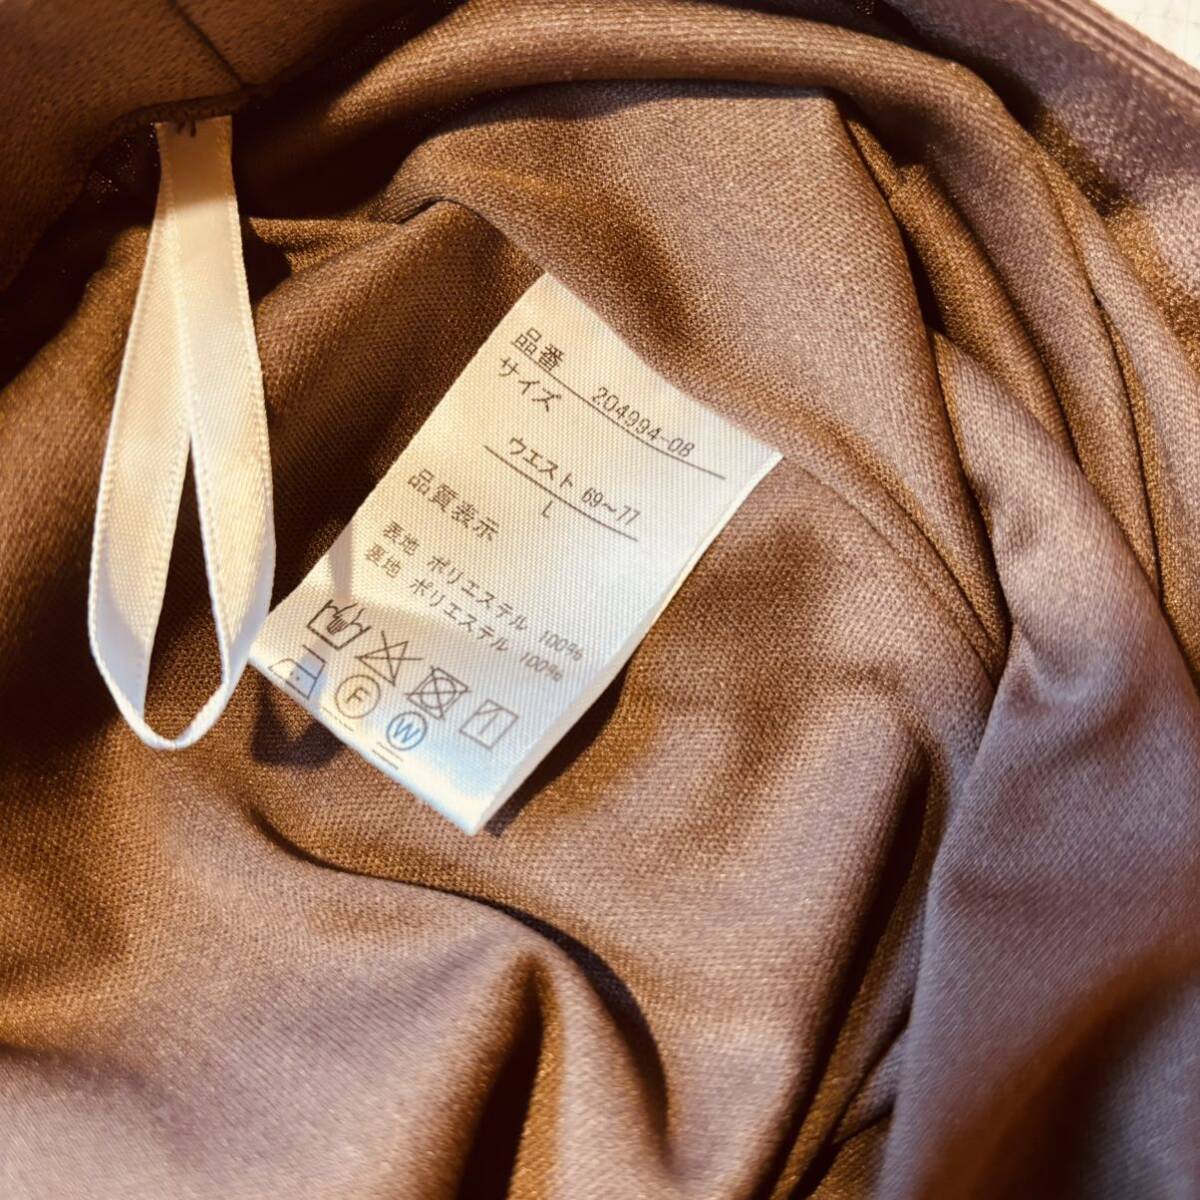 品番 204994-08
サイズ
ウエスト 69~77
L
品質表示
表地 ポリエステル 100%
裏地 ポリエステル 100%
F
W